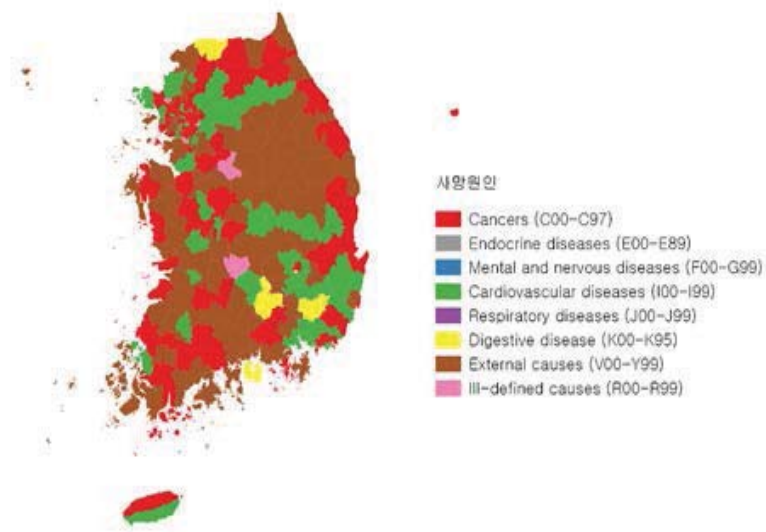 사망원인
Cancers (C00-C97)
Endocrine diseases (E00-E89)
Mental and nervous diseases (F00-G99)
Cardiovascular diseases (I00-I99)
Respiratory diseases (J00-J99)
Digestive disease (K00-K95)
External causes (V00-Y99)
Ill-defined causes (R00-R99)